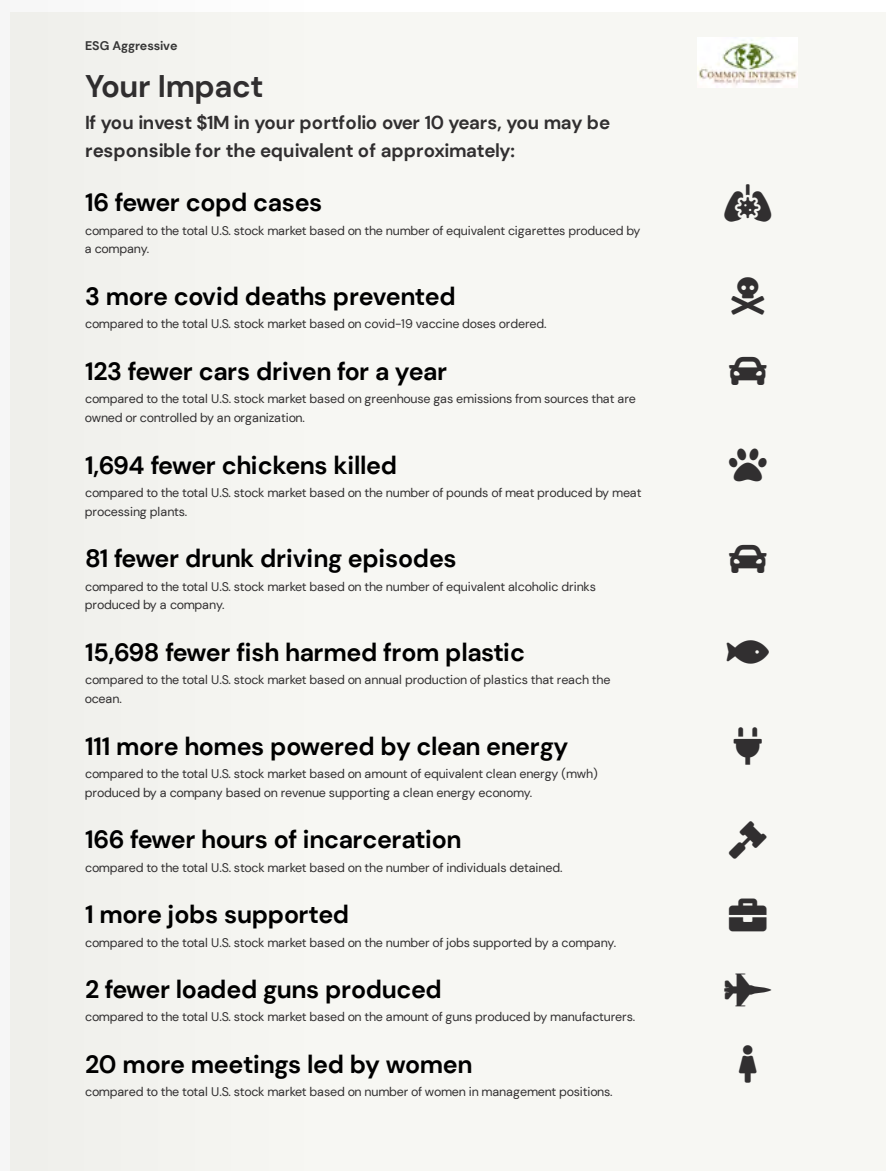 ESG Aggressive
COMMON INTERESTS
Your Impact
If you invest $1M in your portfolio over 10 years, you may be
responsible for the equivalent of approximately:
16 fewer copd cases
compared to the total U.S. stock market based on the number of equivalent cigarettes produced by
a company.
3 more covid deaths prevented
compared to the total U.S. stock market based on covid-19 vaccine doses ordered.
123 fewer cars driven for a year
compared to the total U.S. stock market based on greenhouse gas emissions from sources that are
owned or controlled by an organization.
1,694 fewer chickens killed
compared to the total U.S. stock market based on the number of pounds of meat produced by meat
processing plants.
81 fewer drunk driving episodes
compared to the total U.S. stock market based on the number of equivalent alcoholic drinks
produced by a company.
15,698 fewer fish harmed from plastic
compared to the total U.S. stock market based on annual production of plastics that reach the
ocean.
111 more homes powered by clean energy
compared to the total U.S. stock market based on amount of equivalent clean energy (mwh)
produced by a company based on revenue supporting a clean energy economy.
166 fewer hours of incarceration
compared to the total U.S. stock market based on the number of individuals detained.
1 more jobs supported
compared to the total U.S. stock market based on the number of jobs supported by a company.
2 fewer loaded guns produced
compared to the total U.S. stock market based on the amount of guns produced by manufacturers.
20 more meetings led by women
compared to the total U.S. stock market based on number of women in management positions.